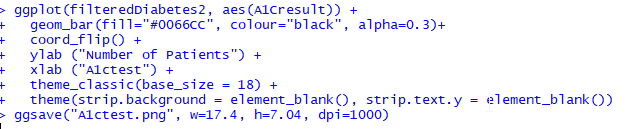 > ggplot(filteredDiabetes2, aes(A1Cresult)) +
+   geom_bar(fill="#0066CC", colour="black", alpha=0.3)+
+   coord_flip() +
+   ylab ("Number of Patients") +
+   xlab ("A1ctest") +
+   theme_classic(base_size = 18) +
+   theme(strip.background = element_blank(), strip.text.y = element_blank())
> ggsave("A1ctest.png", w=17.4, h=7.04, dpi=1000)